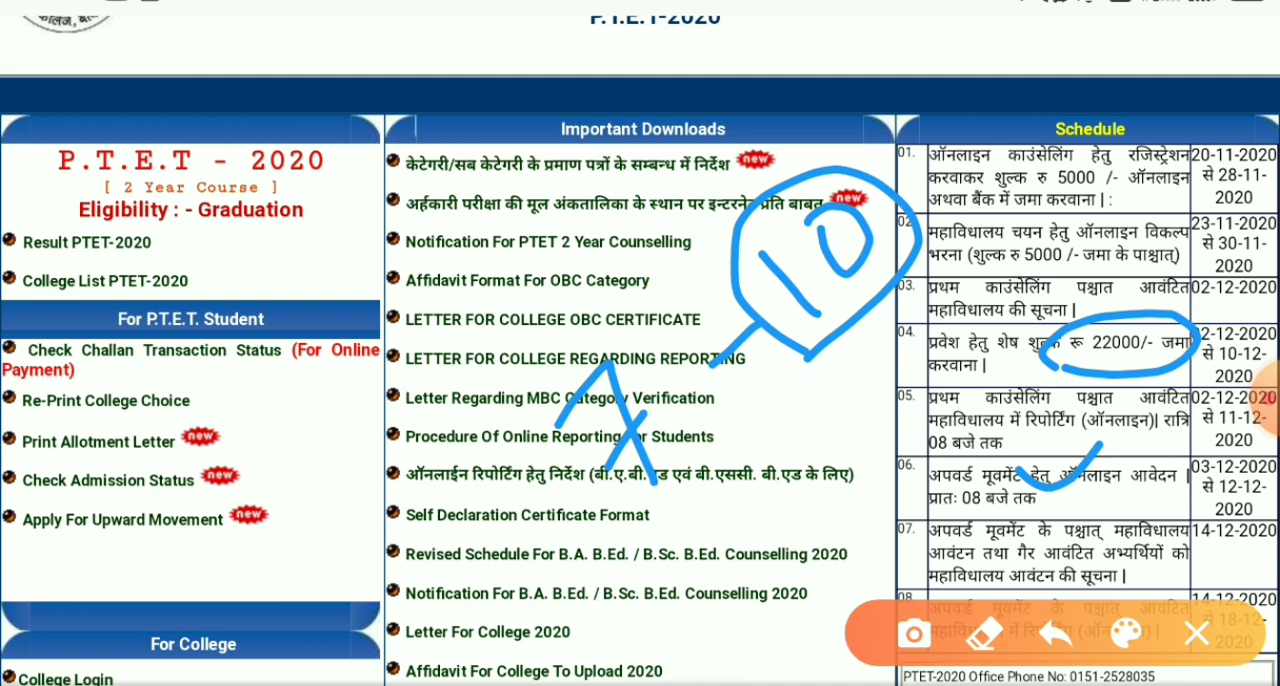 कॉलेज,
P.T.E.T-2020
P.T.E.T - 2020
[ 2 Year Course ]
Eligibility : - Graduation
Result PTET-2020
College List PTET-2020
For P.T.E.T. Student
Check Challan Transaction Status (For Online
Payment)
Re-Print College Choice
Print Allotment Letter new
Check Admission Status new
Apply For Upward Movement new
For College
College Login
Important Downloads
केटेगरी/सब केटेगरी के प्रमाण पत्रों के सम्बन्ध में निर्देश new
अर्हकारी परीक्षा की मूल अंकतालिका के स्थान पर इन्टरनेट प्रति बाबत new
Notification For PTET 2 Year Counselling
Affidavit Format For OBC Category
LETTER FOR COLLEGE OBC CERTIFICATE
LETTER FOR COLLEGE REGARDING REPORTING
Letter Regarding MBC Category Verification
Procedure Of Online Reporting For Students
ऑनलाईन रिपोर्टिंग हेतु निर्देश (बी.ए.बी.एड एवं बी.एससी. बी.एड के लिए)
Self Declaration Certificate Format
Revised Schedule For B.A. B.Ed. / B.Sc. B.Ed. Counselling 2020
Notification For B.A. B.Ed. / B.Sc. B.Ed. Counselling 2020
Letter For College 2020
Affidavit For College To Upload 2020
10
Schedule
01. ऑनलाइन काउंसेलिंग हेतु रजिस्ट्रेशन 20-11-2020
करवाकर शुल्क रु 5000 /- ऑनलाइन से 28-11-
अथवा बैंक में जमा करवाना | : 2020
02. महाविधालय चयन हेतु ऑनलाइन विकल्प 23-11-2020
भरना (शुल्क रु 5000 /- जमा के पाश्चात्) से 30-11-
2020
03. प्रथम काउंसेलिंग पश्चात आवंटित 02-12-2020
महाविधालय की सूचना |
04. प्रवेश हेतु शेष शुल्क रू 22000/- जमा 02-12-2020
करवाना | से 10-12-
2020
05. प्रथम काउंसेलिंग पश्चात आवंटित 02-12-2020
महाविधालय में रिपोर्टिंग (ऑनलाइन)| रात्रि से 11-12-
08 बजे तक 2020
06. अपवर्ड मूवमेंट हेतु ऑनलाइन आवेदन | 03-12-2020
प्रातः 08 बजे तक से 12-12-
2020
07. अपवर्ड मूवमेंट के पश्चात् महाविधालय 14-12-2020
आवंटन तथा गैर आवंटित अभ्यर्थियों को
महाविधालय आवंटन की सूचना |
08. अपवर्ड मूवमेंट के पश्चात् आवंटित 14-12-2020
महाविधालय में रिपोर्टिंग (ऑनलाइन) | से 18-12-
2020
PTET-2020 Office Phone No: 0151-2528035